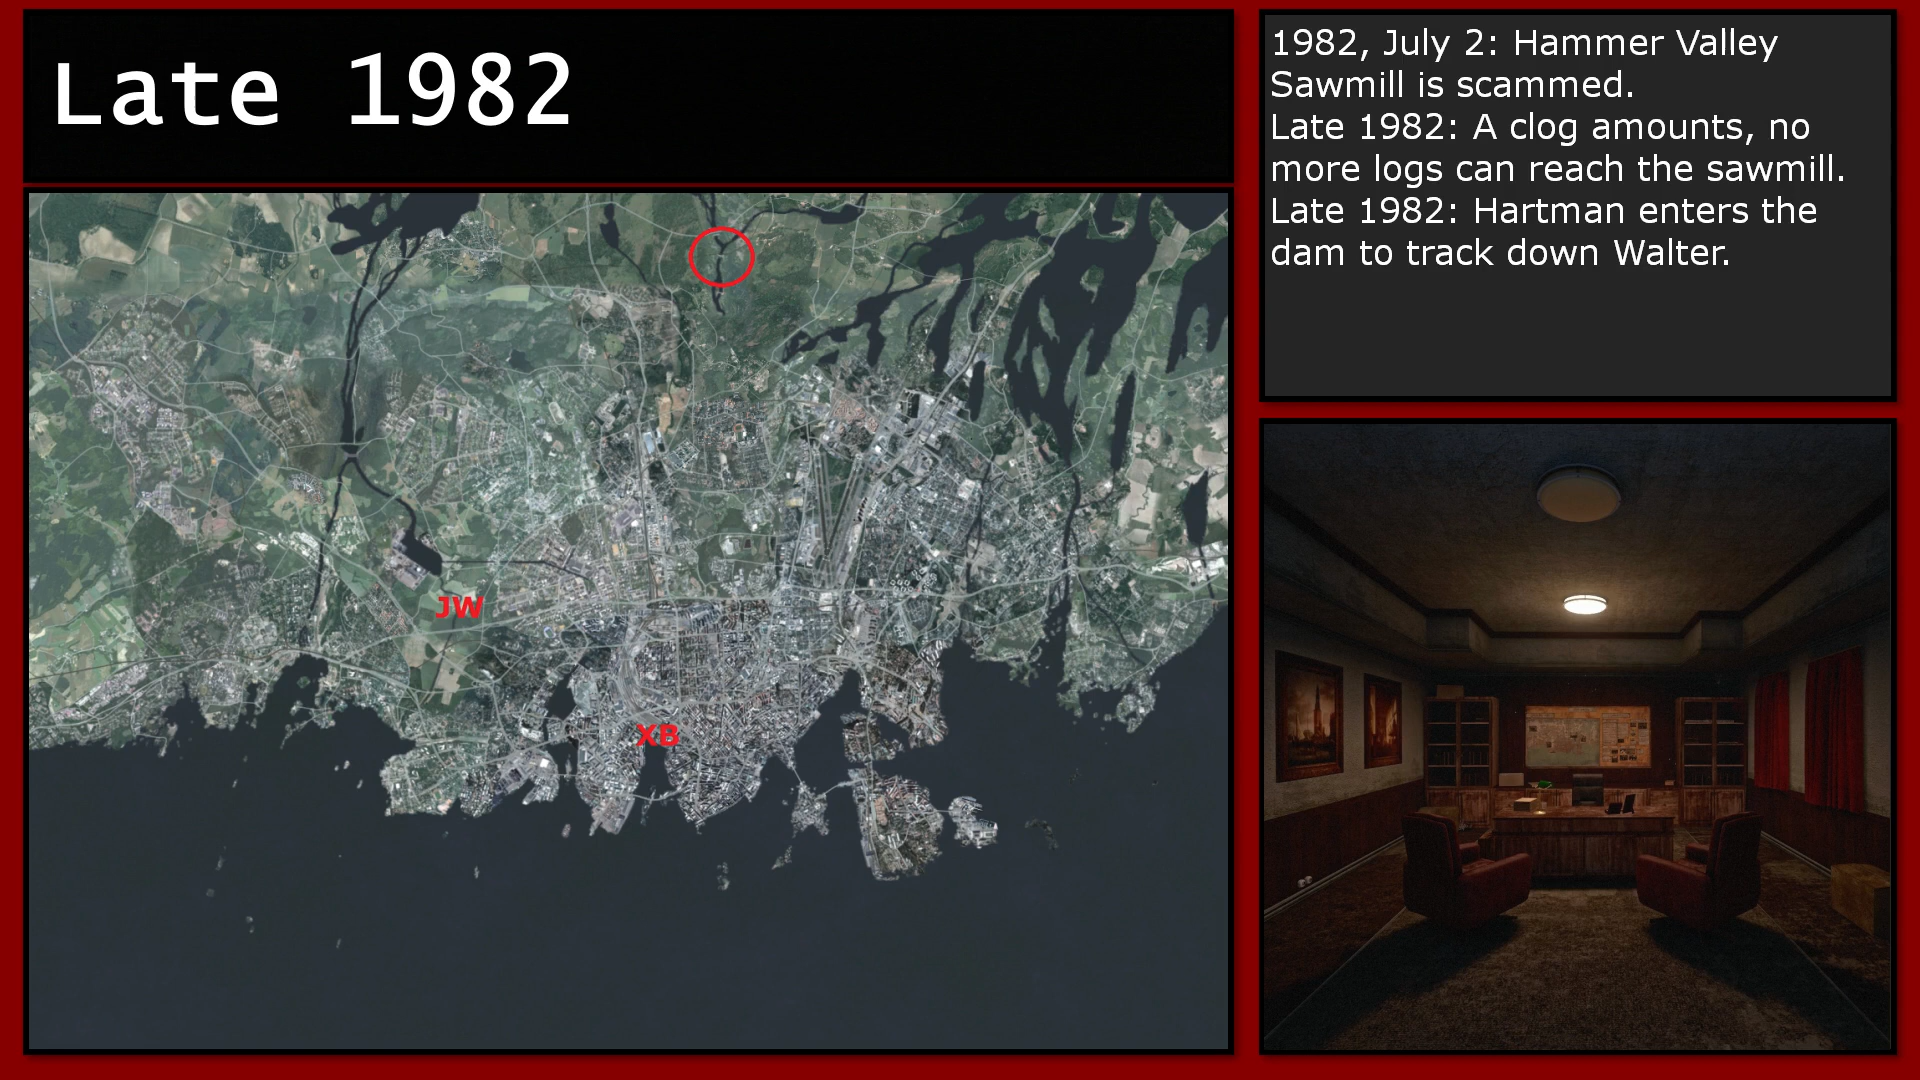 Late 1982
1982, July 2: Hammer Valley
Sawmill is scammed.
Late 1982: A clog amounts, no
more logs can reach the sawmill.
Late 1982: Hartman enters the
dam to track down Walter.
JW
XB